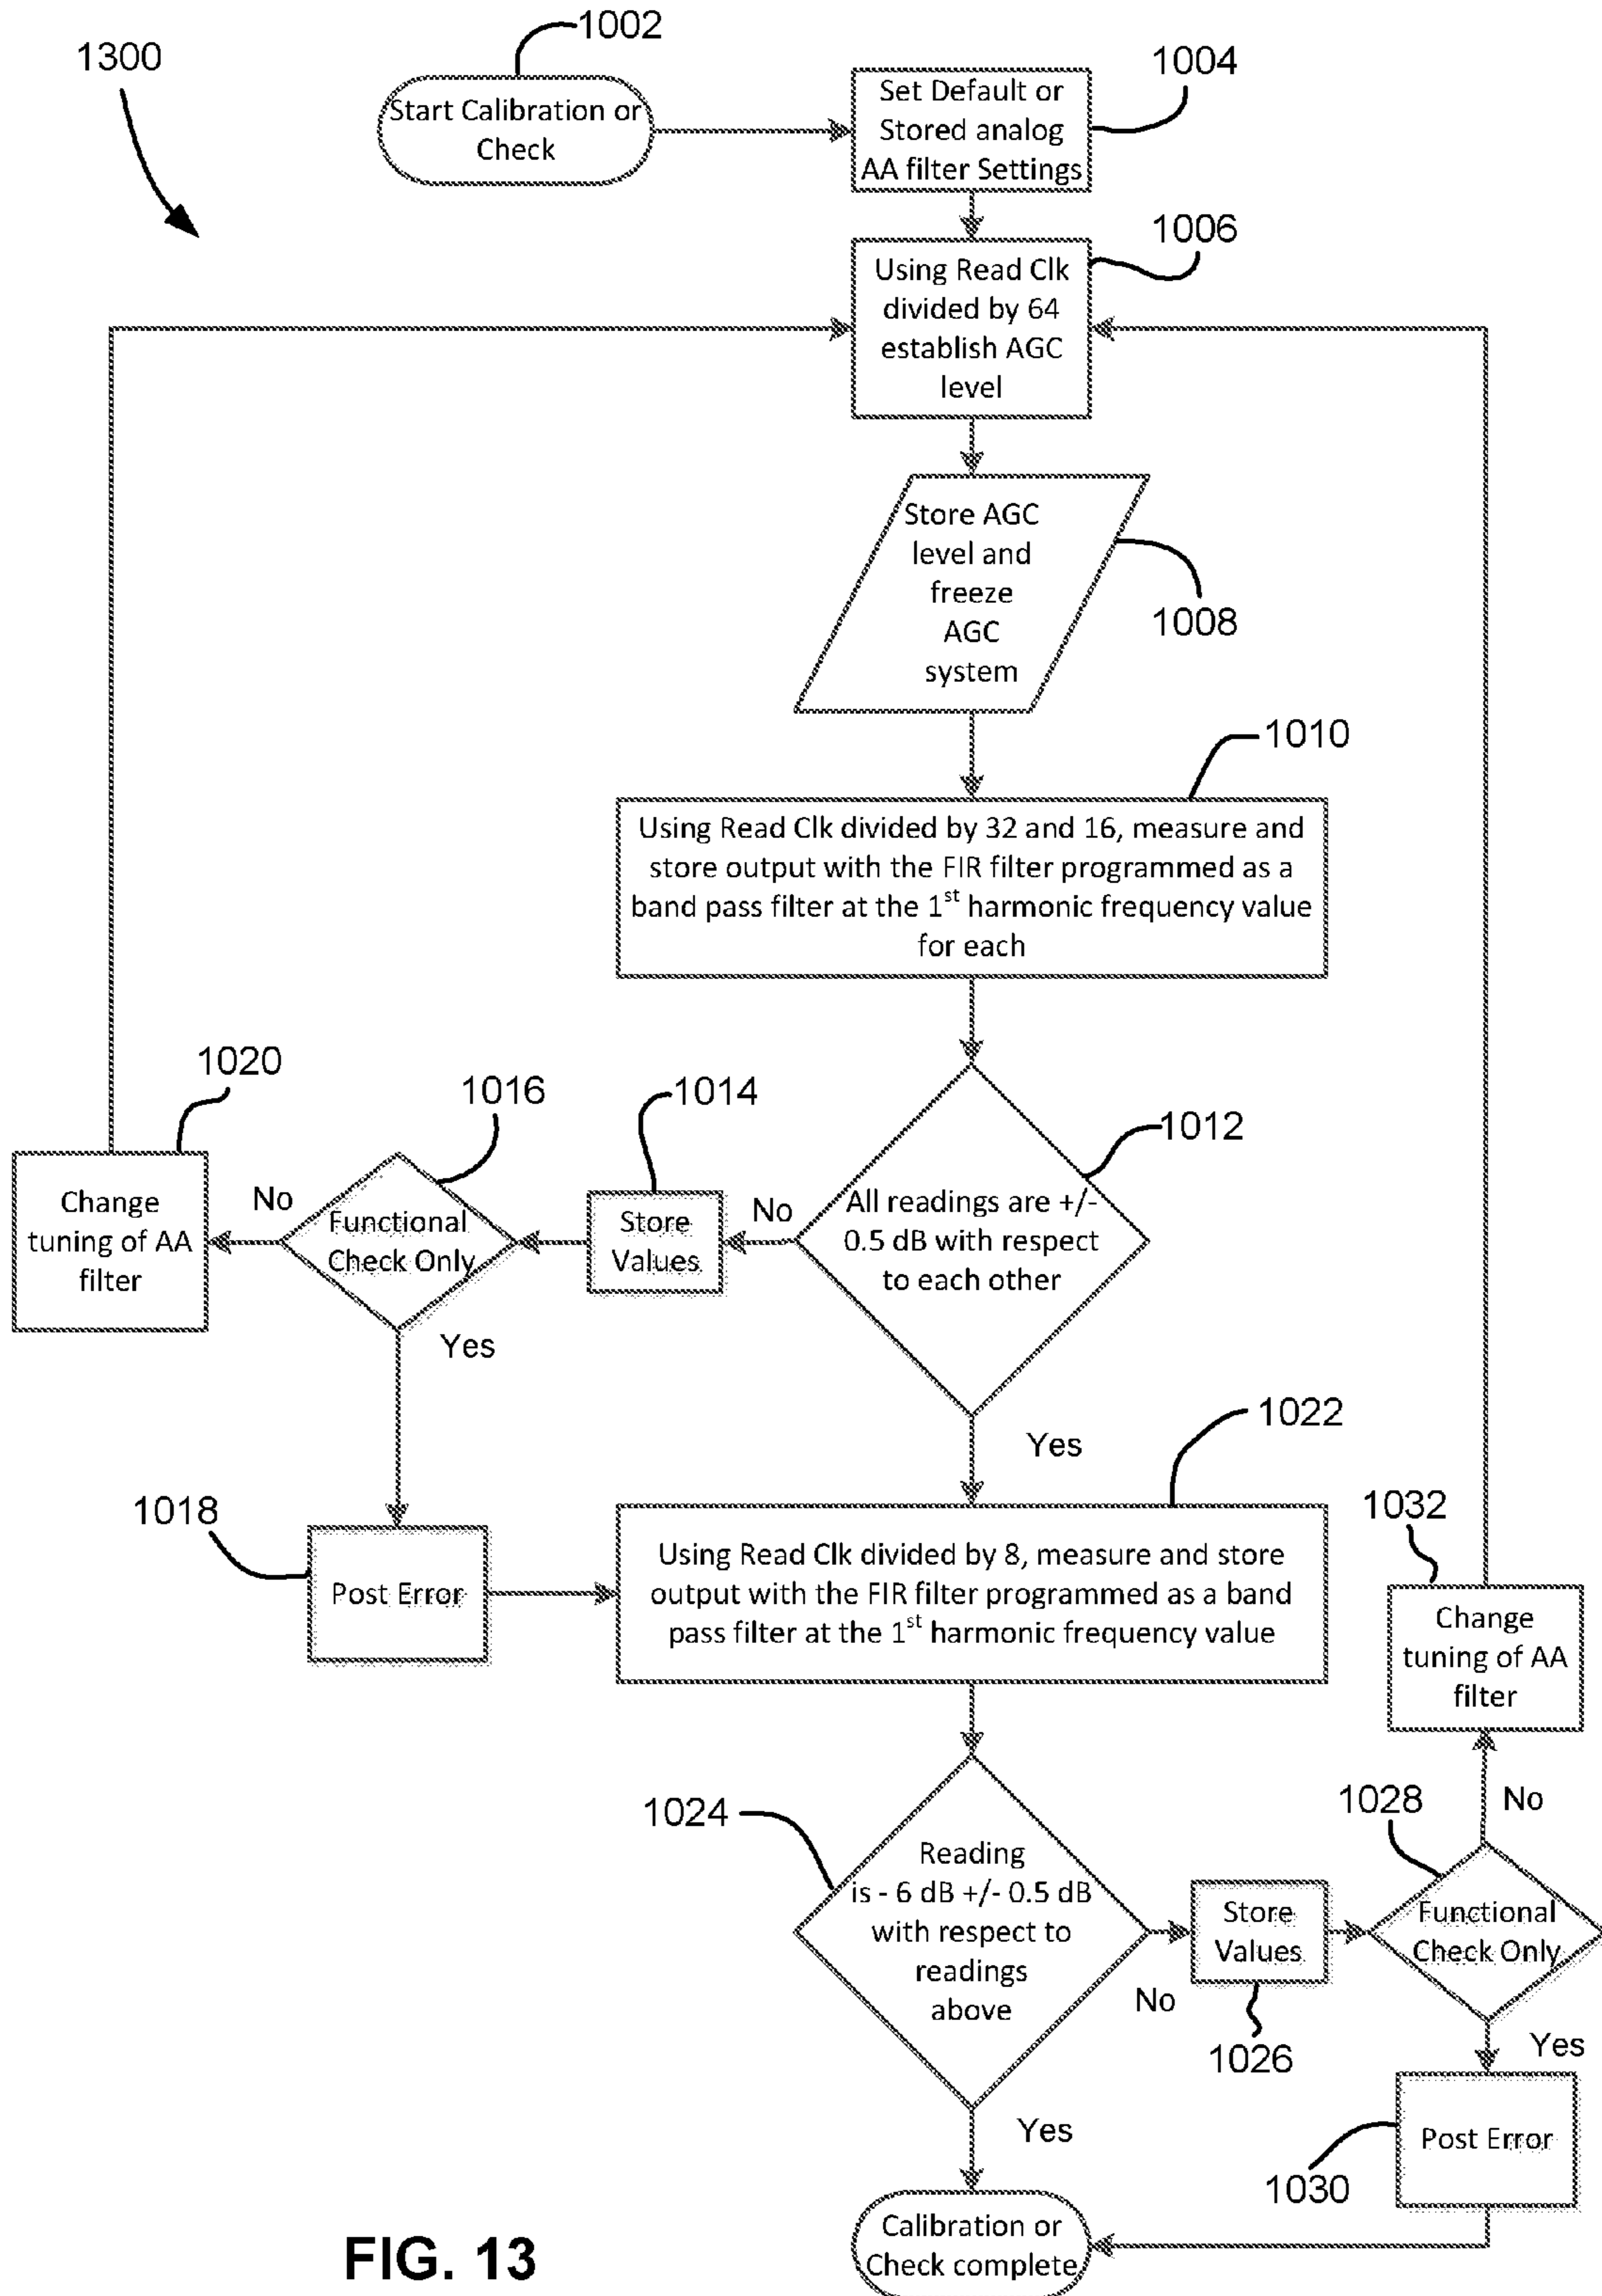 1002
1300
Start Calibration or
Check
1004
Set Default or
Stored analog
AA filter Settings
1006
Using Read Clk
divided by 64
establish AGC
level
Store AGC
level and
freeze
AGC
system
1008
1010
Using Read Clk divided by 32 and 16, measure and
store output with the FIR filter programmed as a
band pass filter at the 1st harmonic frequency value
for each
1012
All readings are +/-
0.5 dB with respect
to each other
No
1014
Store
Values
1016
Functional
Check Only
No
1020
Change
tuning of AA
filter
Yes
Yes
1018
Post Error
1022
Using Read Clk divided by 8, measure and store
output with the FIR filter programmed as a band
pass filter at the 1st harmonic frequency value
1024
Reading
is - 6 dB +/- 0.5 dB
with respect to
readings
above
No
Store
Values
1026
1028
Functional
Check Only
No
1032
Change
tuning of AA
filter
Yes
Post Error
1030
Yes
Calibration or
Check complete
FIG. 13